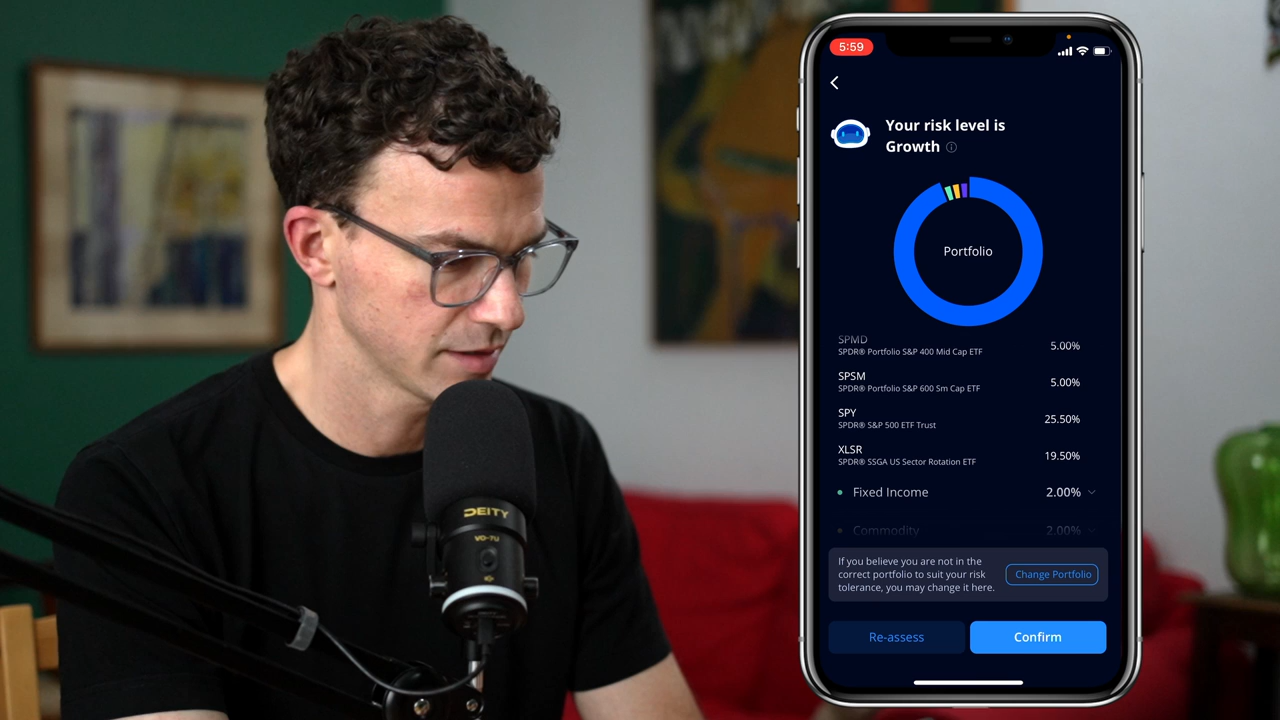 5:59
Your risk level is
Growth
Portfolio
SPMD
SPDR® Portfolio S&P 400 Mid Cap ETF
5.00%
SPSM
SPDR® Portfolio S&P 600 Sm Cap ETF
5.00%
SPY
SPDR® S&P 500 ETF Trust
25.50%
XLSR
SPDR® SSGA US Sector Rotation ETF
19.50%
Fixed Income
2.00%
Commodity
2.00%
If you believe you are not in the
correct portfolio to suit your risk
tolerance, you may change it here.
Change Portfolio
Re-assess
Confirm
DEITY
VO-7U